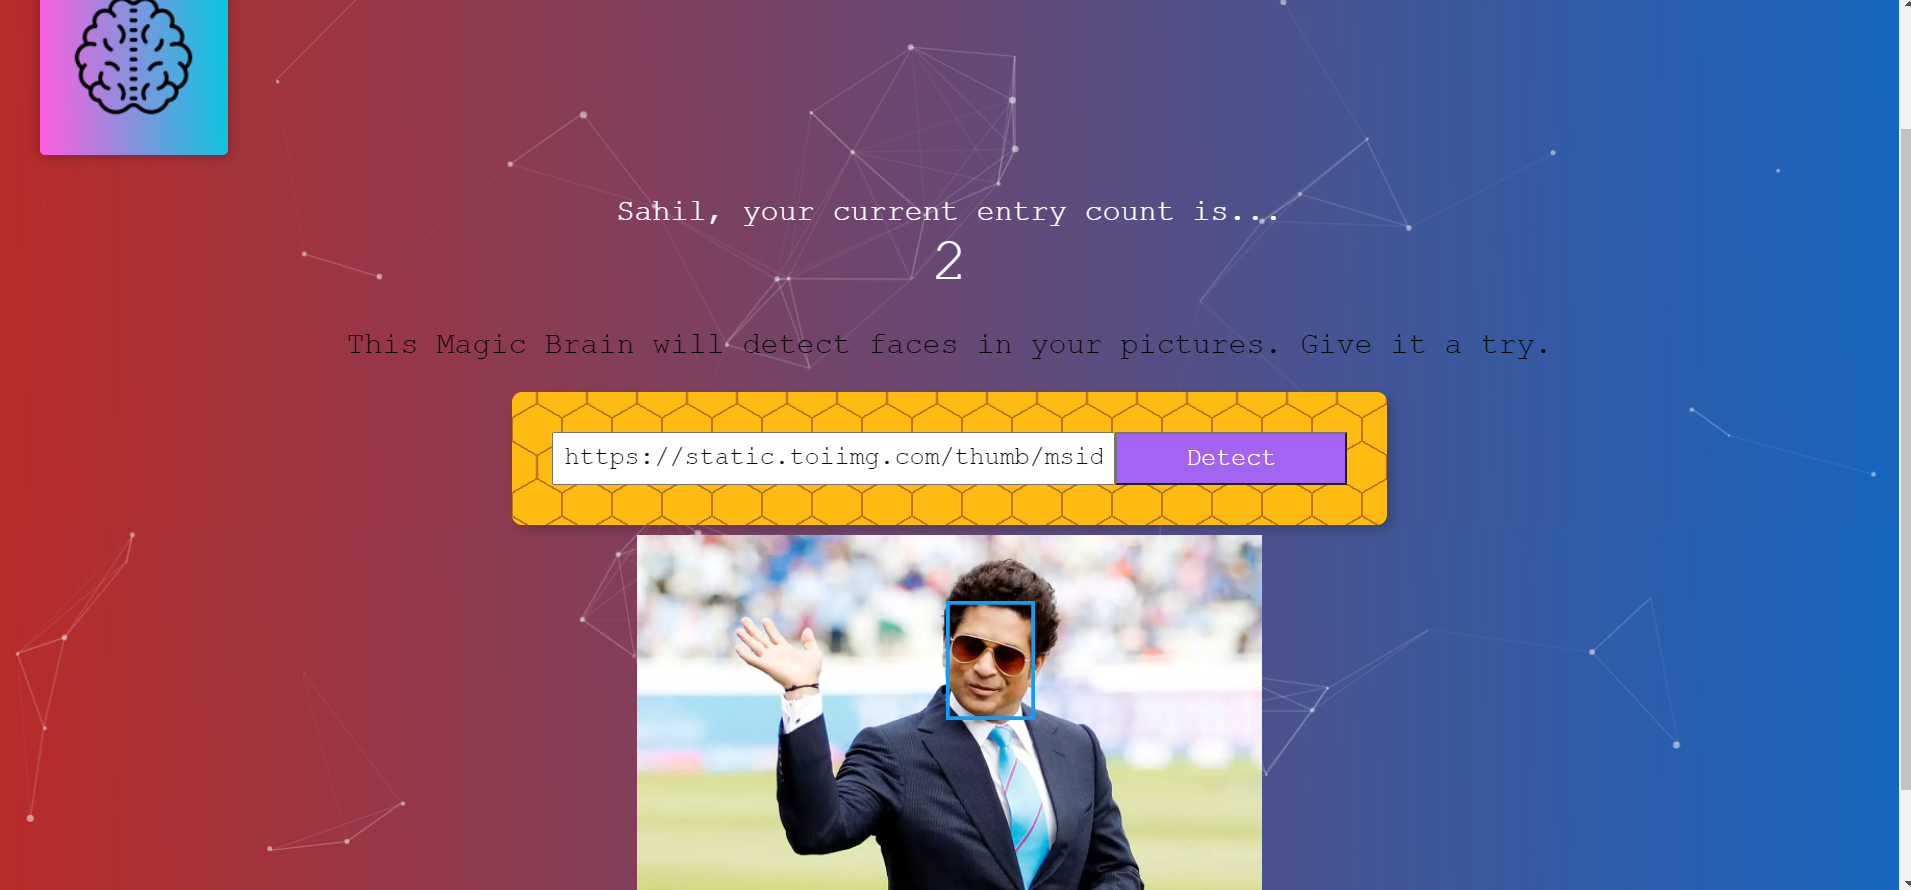 Sahil, your current entry count is...
2
This Magic Brain will detect faces in your pictures. Give it a try.
https://static.toiimg.com/thumb/msid
Detect